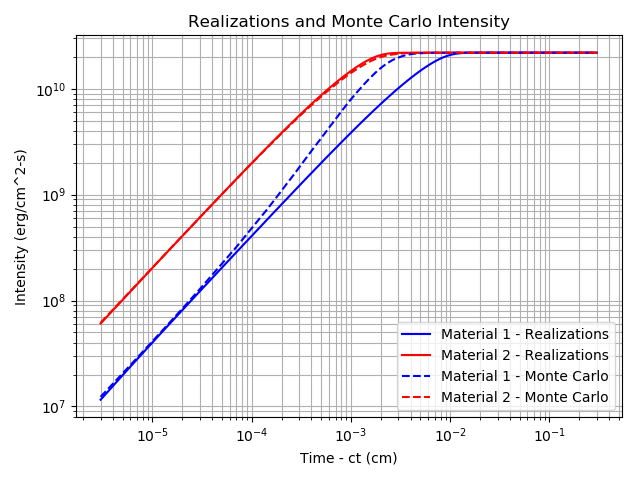 Realizations and Monte Carlo Intensity
Intensity (erg/cm^2-s)
10^10
10^9
10^8
10^7
Material 1 - Realizations
Material 2 - Realizations
Material 1 - Monte Carlo
Material 2 - Monte Carlo
10^−5 10^−4 10^−3 10^−2 10^−1
Time - ct (cm)